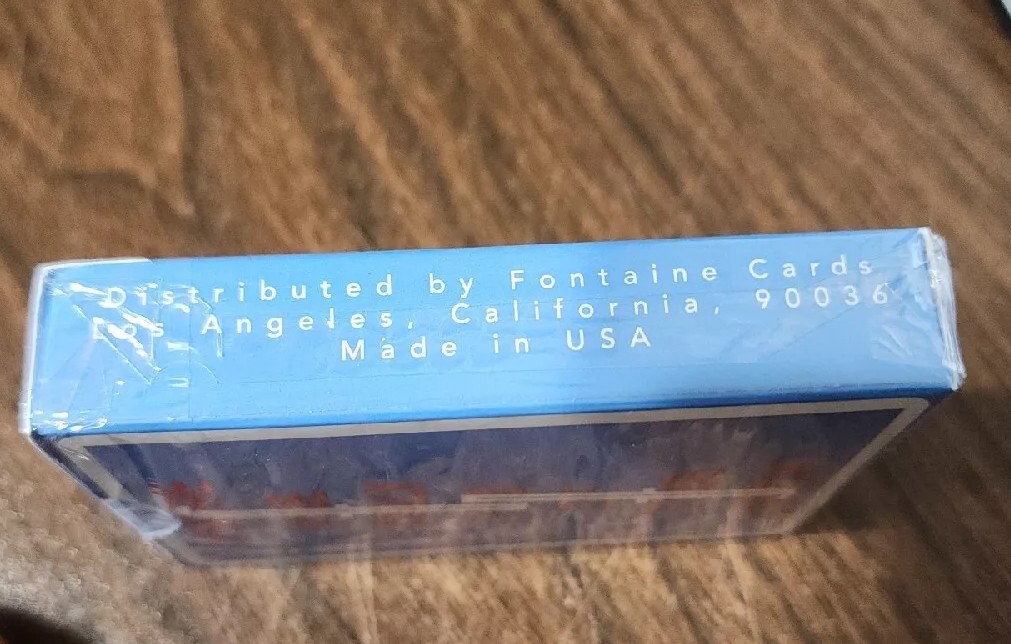 Distributed by Fontaine Cards
Los Angeles, California, 90036
Made in USA